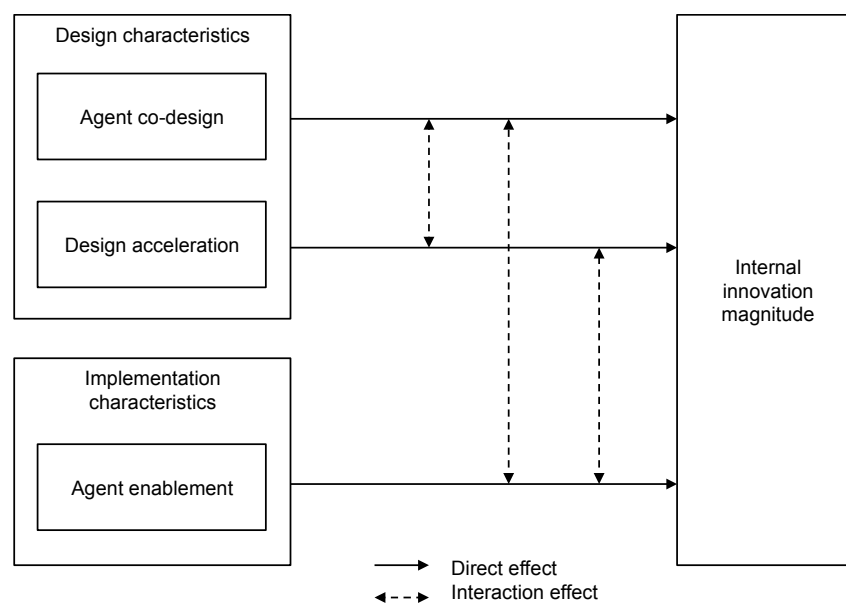 Design characteristics
Agent co-design
Design acceleration
Implementation
characteristics
Agent enablement
Internal
innovation
magnitude
Direct effect
Interaction effect